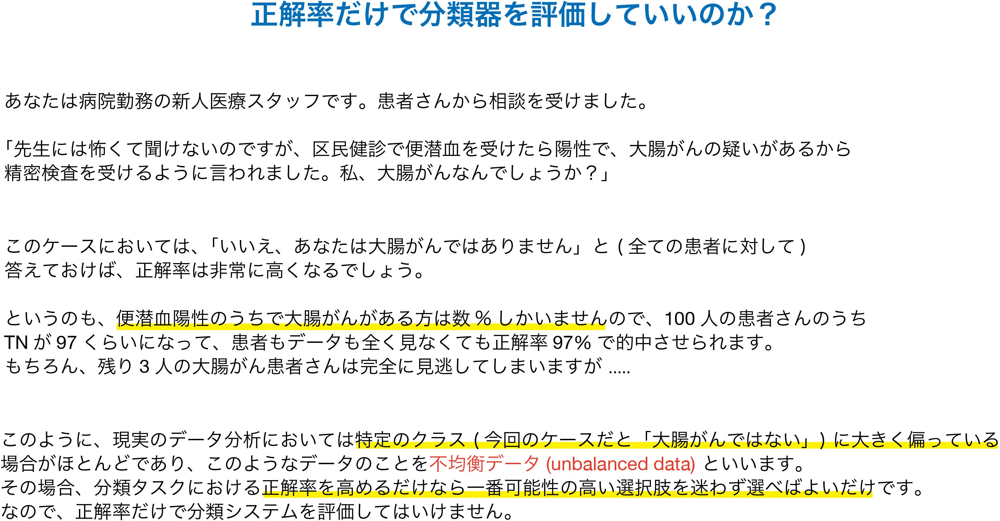 正解率だけで分類器を評価していいのか？
あなたは病院勤務の新人医療スタッフです。患者さんから相談を受けました。
「先生には怖くて聞けないのですが、区民健診で便潜血を受けたら陽性で、大腸がんの疑いがあるから
精密検査を受けるように言われました。私、大腸がんなんでしょうか？」
このケースにおいては、「いいえ、あなたは大腸がんではありません」と ( 全ての患者に対して )
答えておけば、正解率は非常に高くなるでしょう。
というのも、便潜血陽性のうちで大腸がんがある方は数 % しかいませんので、100 人の患者さんのうち
TN が 97 くらいになって、患者もデータも全く見なくても正解率 97% で的中させられます。
もちろん、残り 3 人の大腸がん患者さんは完全に見逃してしまいますが .....
このように、現実のデータ分析においては特定のクラス ( 今回のケースだと「大腸がんではない」) に大きく偏っている
場合がほとんどであり、このようなデータのことを不均衡データ (unbalanced data) といいます。
その場合、分類タスクにおける正解率を高めるだけなら一番可能性の高い選択肢を迷わず選べばよいだけです。
なので、正解率だけで分類システムを評価してはいけません。